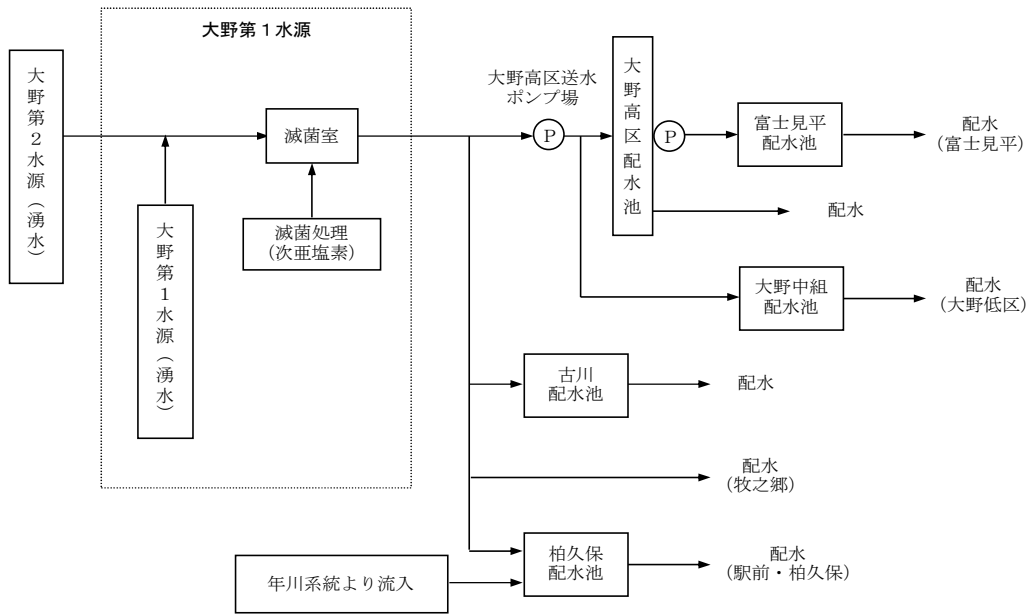 大野第１水源
大野第２水源（湧水）
滅菌室
大野第１水源（湧水）
滅菌処理
（次亜塩素）
大野高区送水
ポンプ場
P
大野高区配水池
P
富士見平
配水池
配水
（富士見平）
配水
大野中組
配水池
配水
（大野低区）
古川
配水池
配水
配水
（牧之郷）
年川系統より流入
柏久保
配水池
配水
（駅前・柏久保）